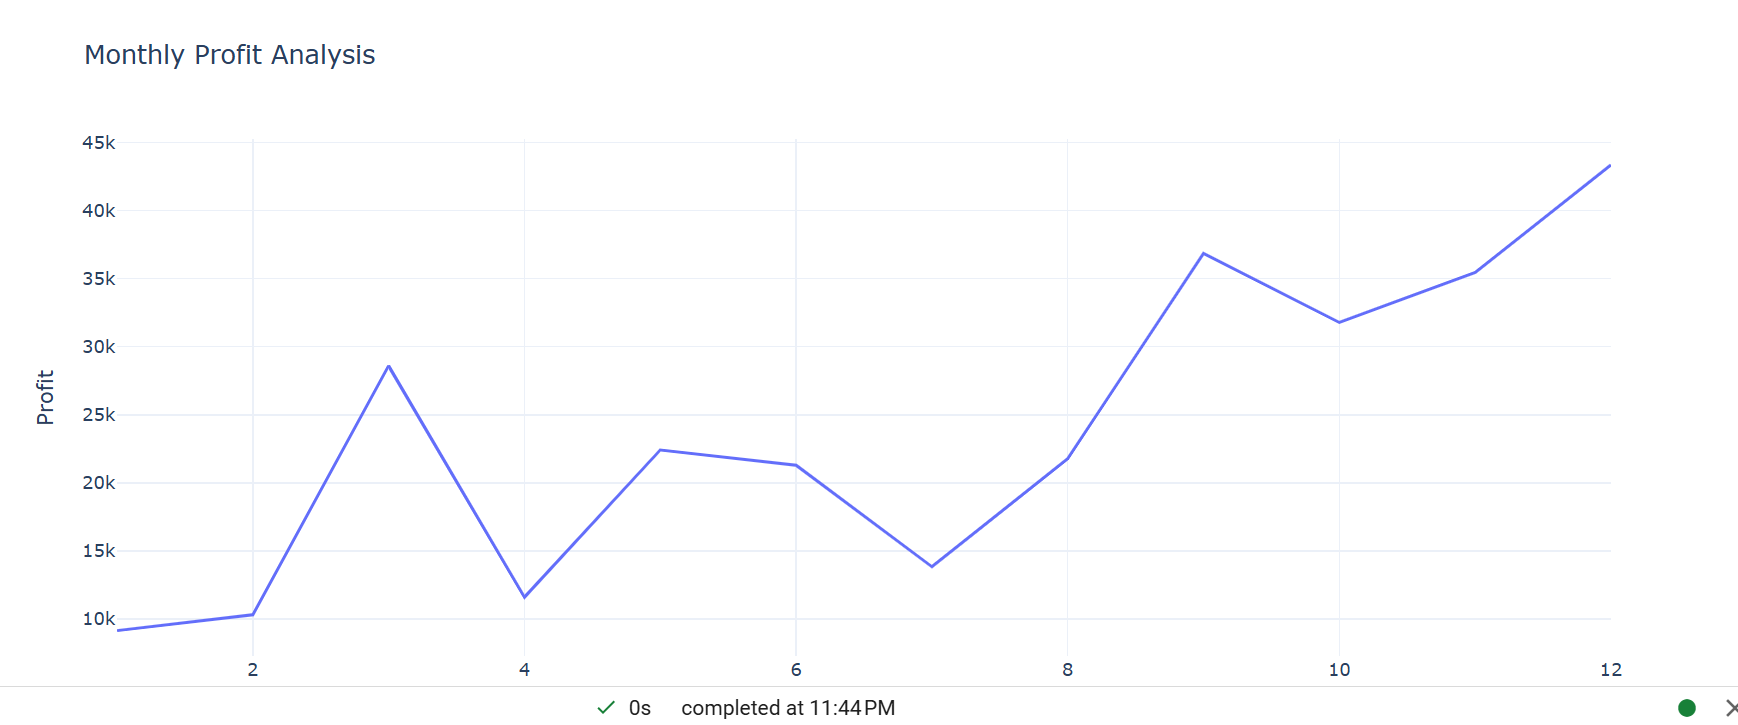 Monthly Profit Analysis
45k
40k
35k
30k
25k
20k
15k
10k
Profit
2 4 6 8 10 12
0s completed at 11:44 PM